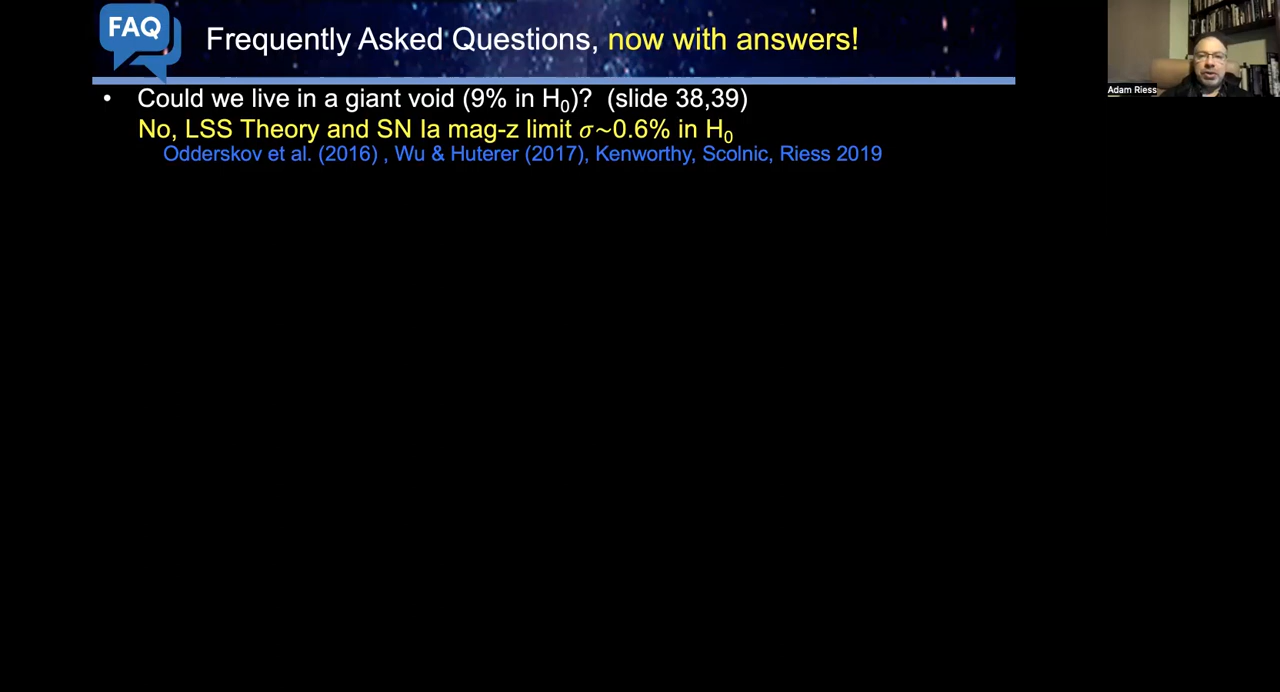 FAQ
Frequently Asked Questions, now with answers!
Adam Riess
• Could we live in a giant void (9% in H₀)? (slide 38,39)
No, LSS Theory and SN Ia mag-z limit σ~0.6% in H₀
Odderskov et al. (2016) , Wu & Huterer (2017), Kenworthy, Scolnic, Riess 2019